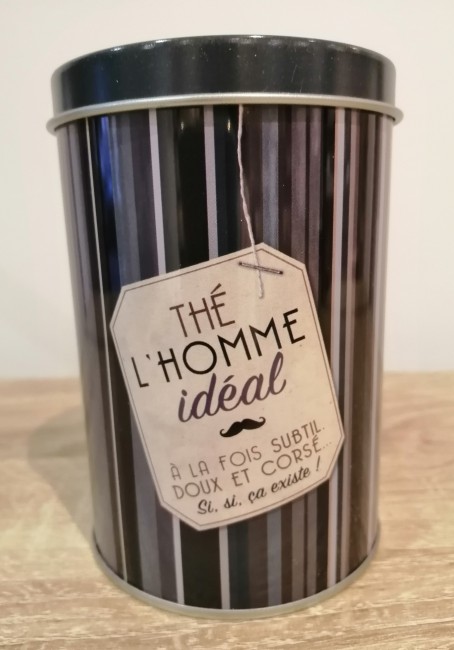 THÉ
L'HOMME
idéal
À LA FOIS SUBTIL.
DOUX ET CORSÉ...
Si, si, ça existe !